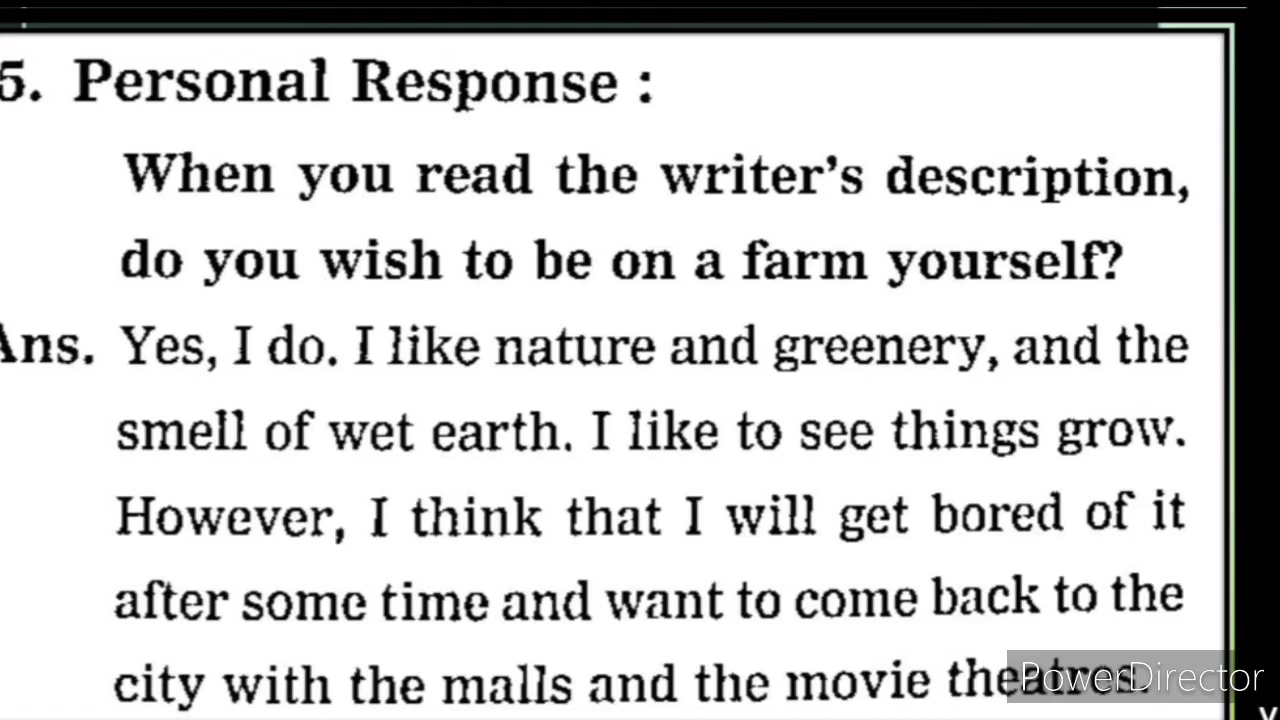 5. Personal Response :
When you read the writer's description,
do you wish to be on a farm yourself?
Ans. Yes, I do. I like nature and greenery, and the
smell of wet earth. I like to see things grow.
However, I think that I will get bored of it
after some time and want to come back to the
city with the malls and the movie theatres.
PowerDirector